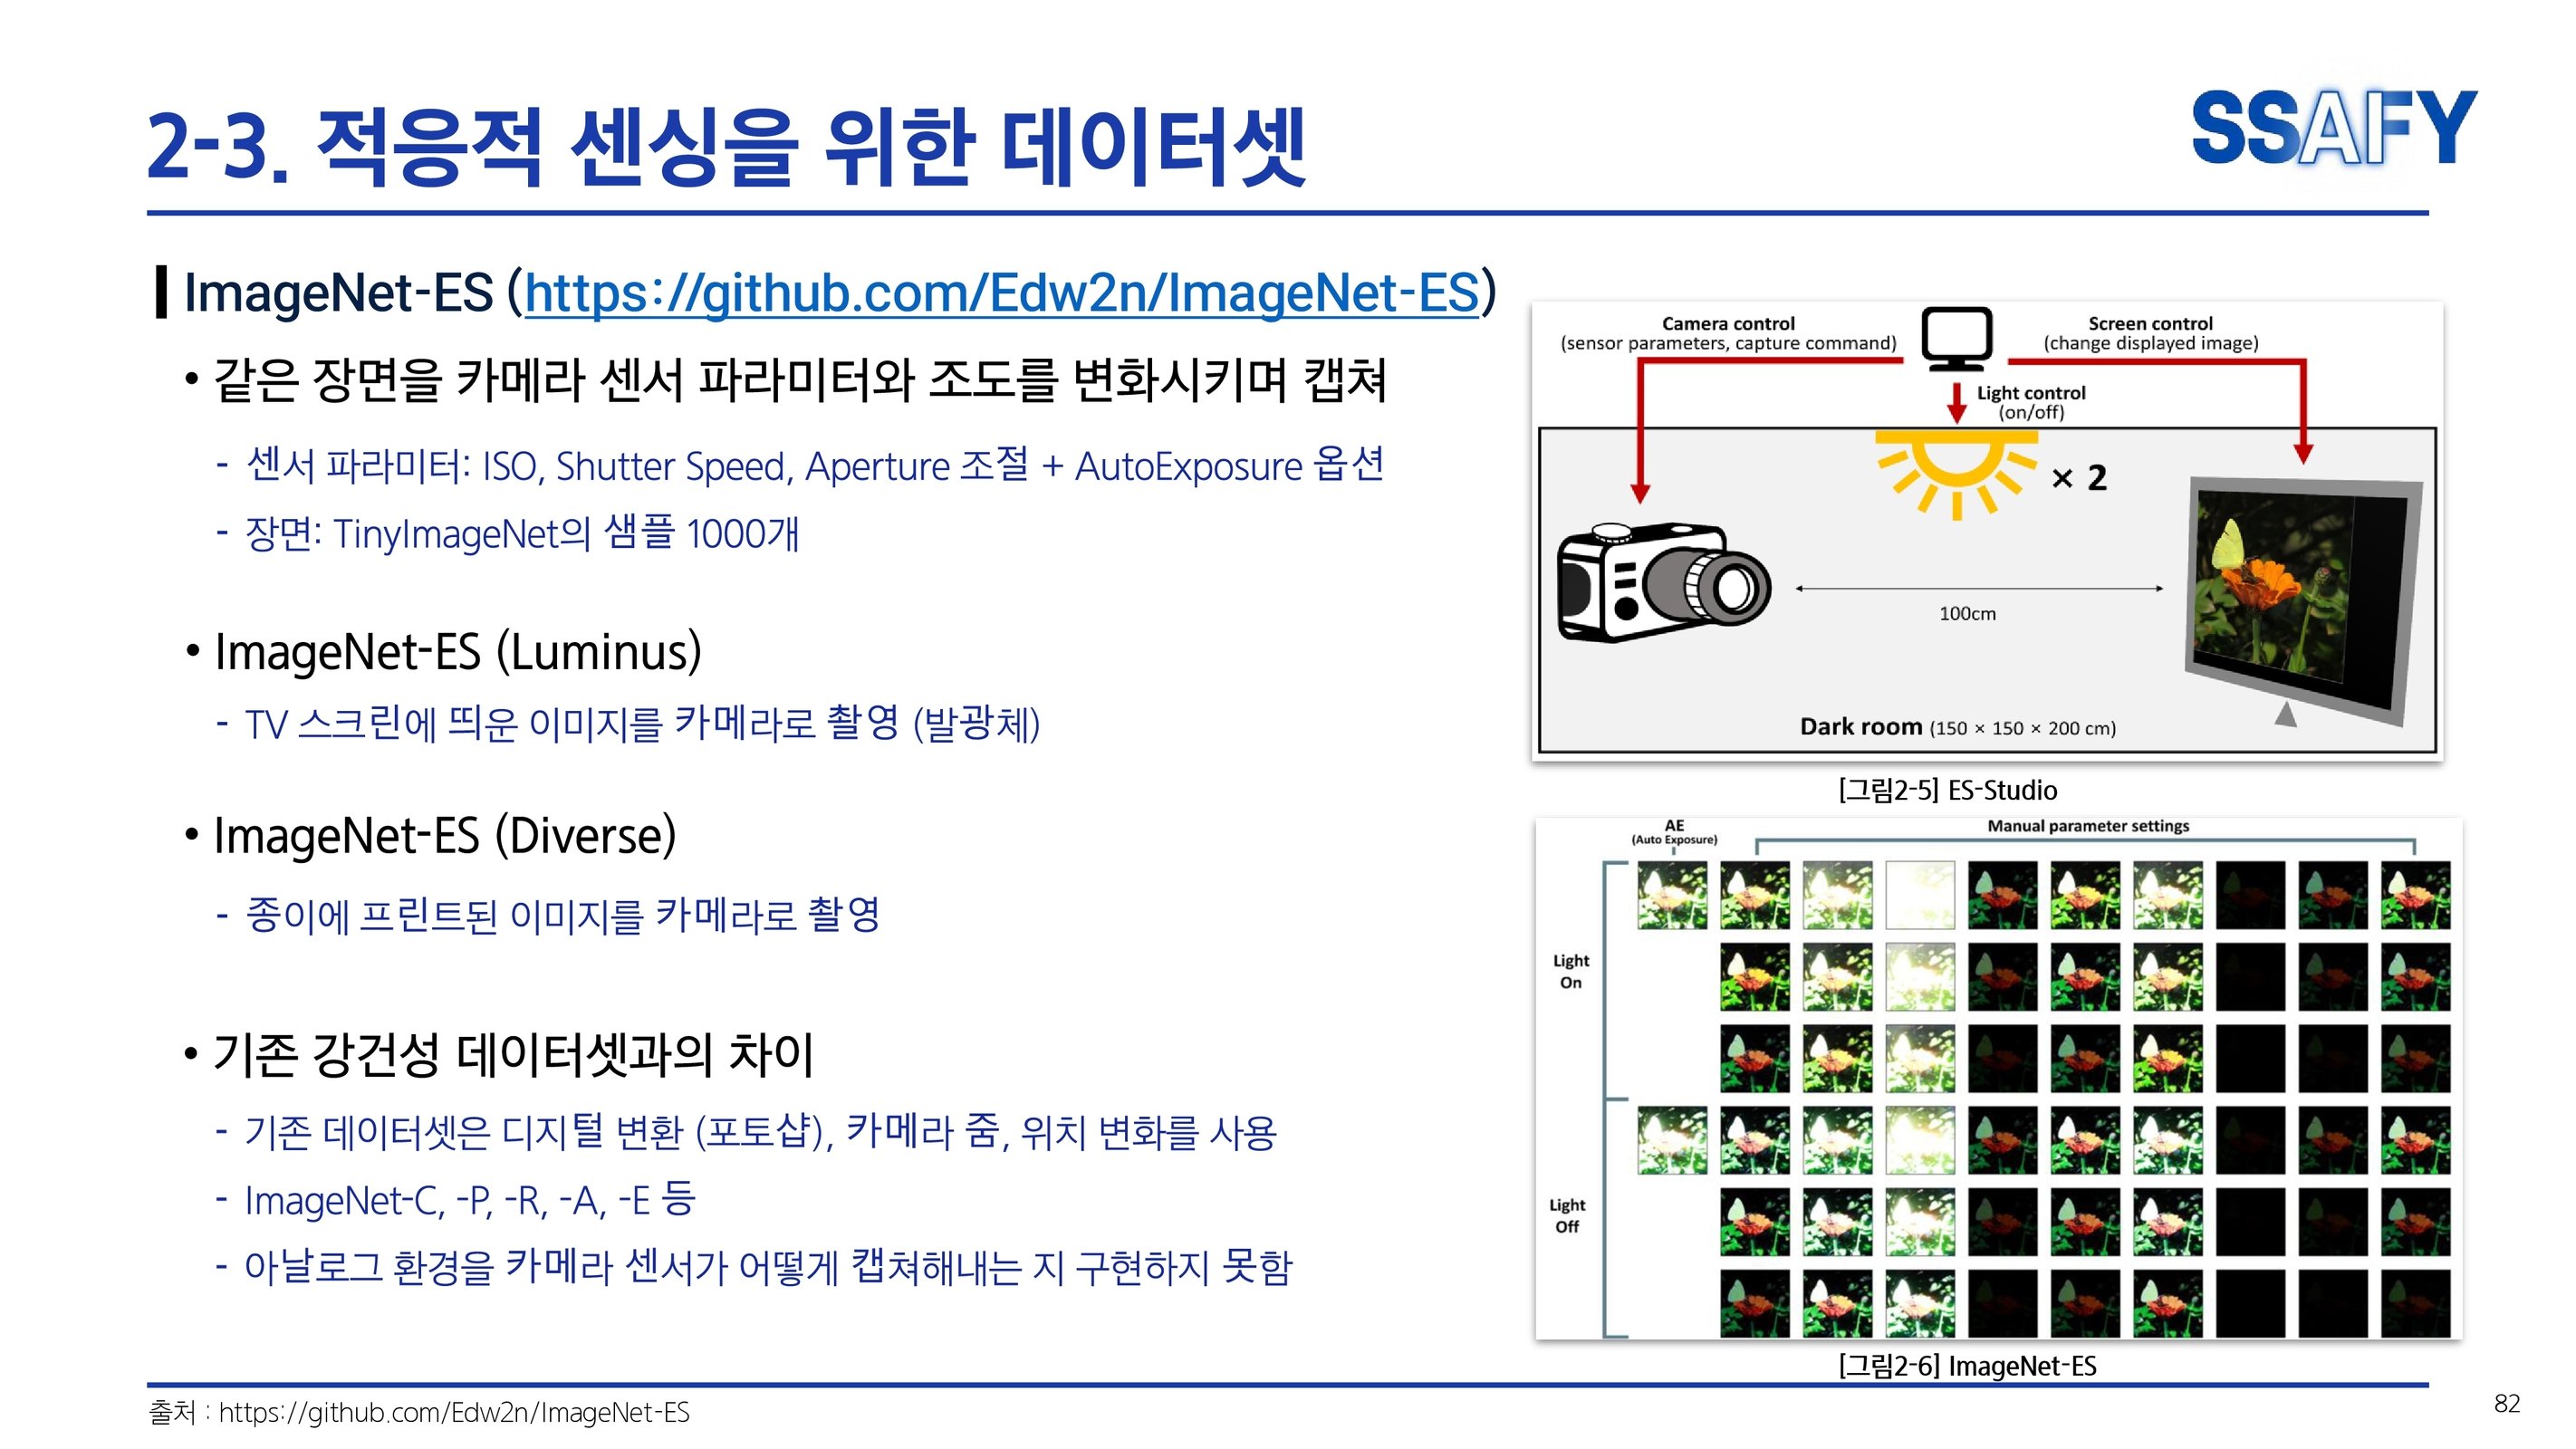 2-3. 적응적 센싱을 위한 데이터셋
SSAFY
ImageNet-ES (https://github.com/Edw2n/ImageNet-ES)
• 같은 장면을 카메라 센서 파라미터와 조도를 변화시키며 캡쳐
- 센서 파라미터: ISO, Shutter Speed, Aperture 조절 + AutoExposure 옵션
- 장면: TinyImageNet의 샘플 1000개
• ImageNet-ES (Luminus)
- TV 스크린에 띄운 이미지를 카메라로 촬영 (발광체)
• ImageNet-ES (Diverse)
- 종이에 프린트된 이미지를 카메라로 촬영
• 기존 강건성 데이터셋과의 차이
- 기존 데이터셋은 디지털 변환 (포토샵), 카메라 줌, 위치 변화를 사용
- ImageNet-C, -P, -R, -A, -E 등
- 아날로그 환경을 카메라 센서가 어떻게 캡쳐해내는 지 구현하지 못함
Camera control
(sensor parameters, capture command)
Screen control
(change displayed image)
Light control
(on/off)
× 2
100cm
Dark room (150 × 150 × 200 cm)
[그림2-5] ES-Studio
AE
(Auto Exposure)
Manual parameter settings
Light
On
Light
Off
[그림2-6] ImageNet-ES
출처 : https://github.com/Edw2n/ImageNet-ES
82